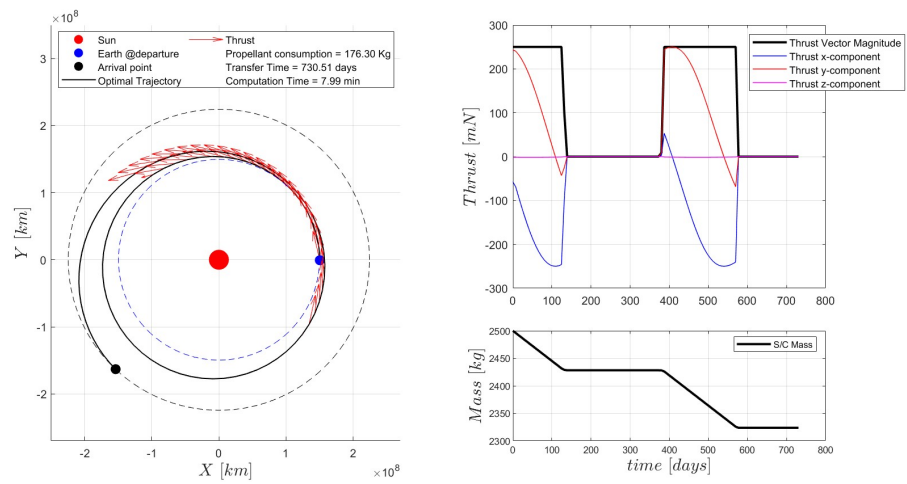 ×10⁸
3
2
1
0
-1
-2
Y [km]
-2
-1
0
1
2
×10⁸
X [km]
Sun
Earth @departure
Arrival point
Optimal Trajectory
Thrust
Propellant consumption = 176.30 Kg
Transfer Time = 730.51 days
Computation Time = 7.99 min
300
200
100
0
-100
-200
-300
Thrust [mN]
0
100
200
300
400
500
600
700
800
Thrust Vector Magnitude
Thrust x-component
Thrust y-component
Thrust z-component
2500
2450
2400
2350
2300
Mass [kg]
S/C Mass
0
100
200
300
400
500
600
700
800
time [days]